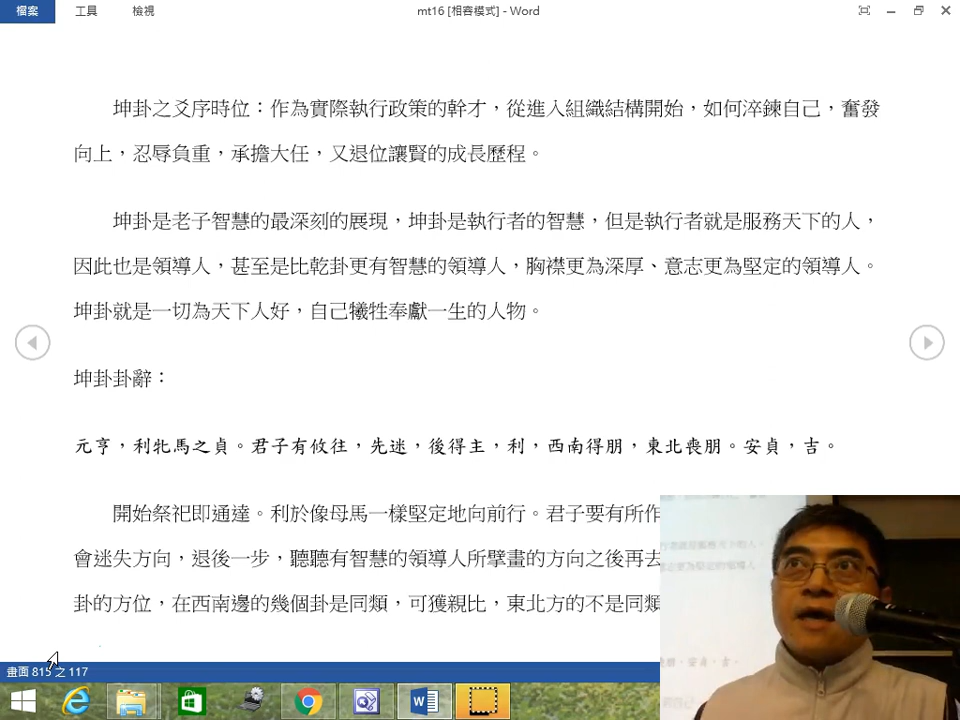 檔案 工具 檢視 mt16 [相容模式] - Word
坤卦之爻序時位：作為實際執行政策的幹才，從進入組織結構開始，如何淬鍊自己，奮發
向上，忍辱負重，承擔大任，又退位讓賢的成長歷程。
坤卦是老子智慧的最深刻的展現，坤卦是執行者的智慧，但是執行者就是服務天下的人，
因此也是領導人，甚至是比乾卦更有智慧的領導人，胸襟更為深厚、意志更為堅定的領導人。
坤卦就是一切為天下人好，自己犧牲奉獻一生的人物。
坤卦卦辭：
元亨，利牝馬之貞。君子有攸往，先迷，後得主，利，西南得朋，東北喪朋。安貞，吉。
開始祭祀即通達。利於像母馬一樣堅定地向前行。君子要有所作
會迷失方向，退後一步，聽聽有智慧的領導人所擘畫的方向之後再去
卦的方位，在西南邊的幾個卦是同類，可獲親比，東北方的不是同類
畫面 815 之 117